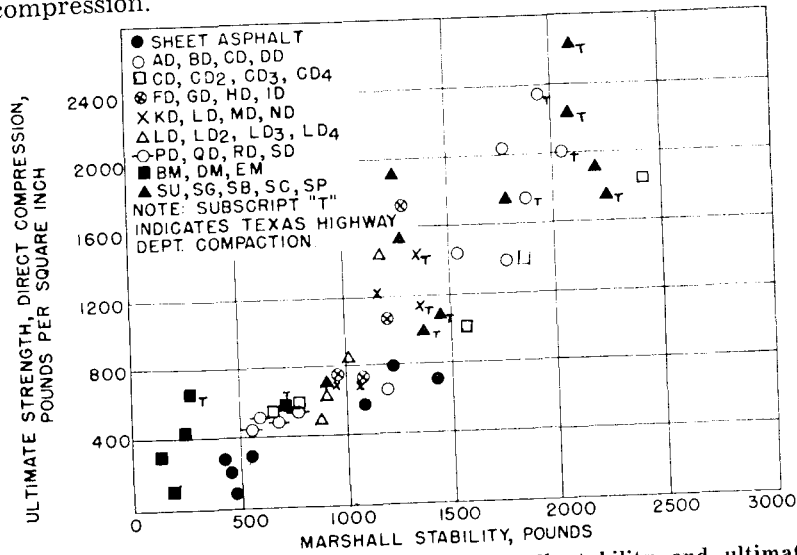 compression.
● SHEET ASPHALT
○ AD, BD, CD, DD
□ CD, CD2, CD3, CD4
⊗ FD, GD, HD, ID
X KD, LD, MD, ND
△ LD, LD2, LD3, LD4
-○- PD, QD, RD, SD
■ BM, DM, EM
▲ SU, SG, SB, SC, SP
NOTE: SUBSCRIPT "T"
INDICATES TEXAS HIGHWAY
DEPT. COMPACTION
ULTIMATE STRENGTH, DIRECT COMPRESSION,
POUNDS PER SQUARE INCH
2400
2000
1600
1200
800
400
0 500 1000 1500 2000 2500 3000
MARSHALL STABILITY, POUNDS
T
T
T
T
T
T
T
T
T
T
T
T
stability and ultimat